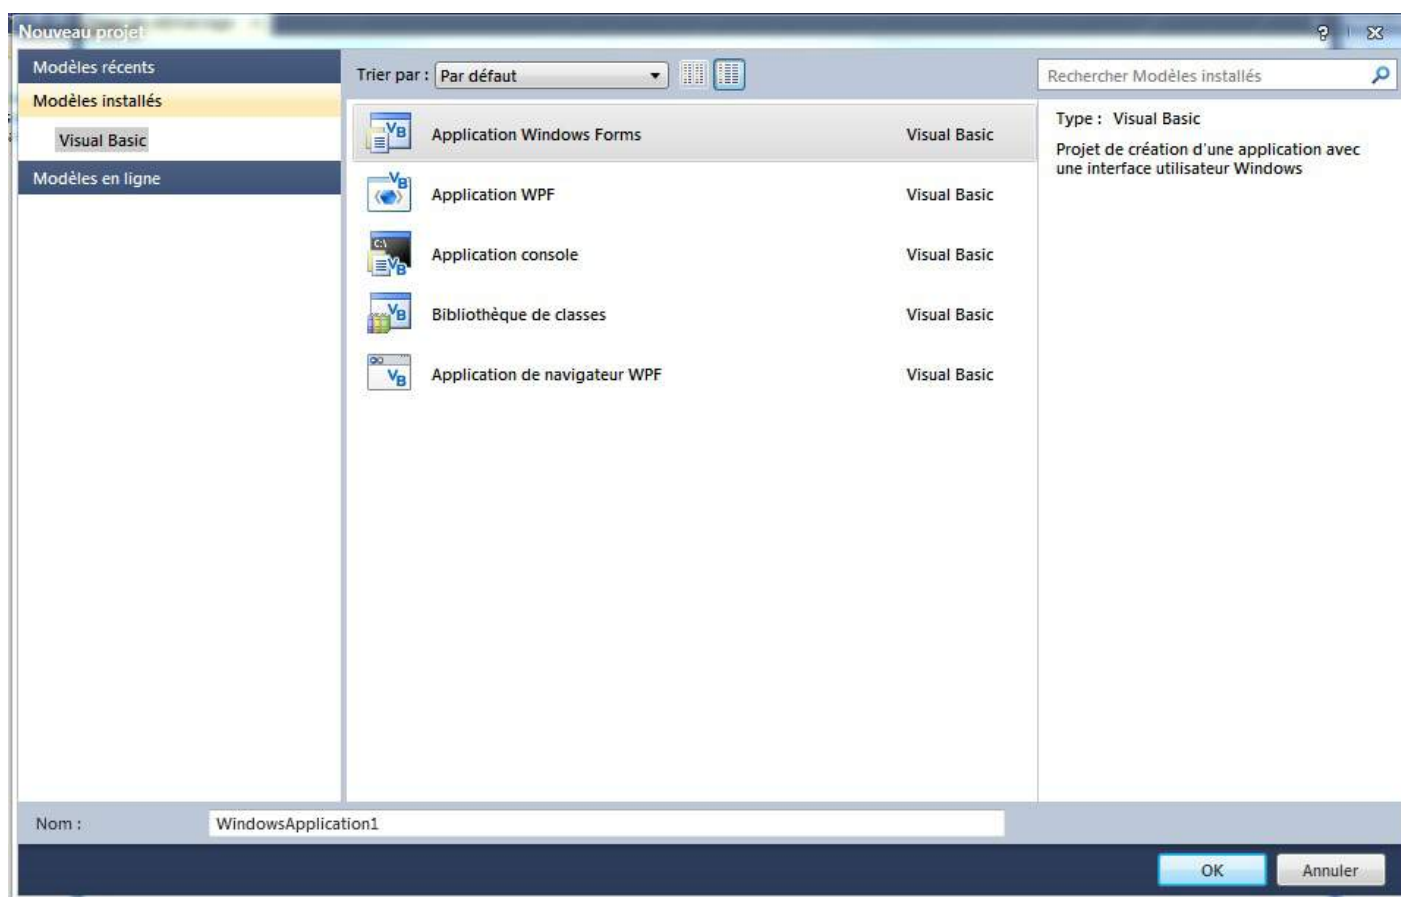 Nouveau projet
Modèles récents
Modèles installés
Visual Basic
Modèles en ligne
Trier par : Par défaut
Application Windows Forms Visual Basic
Application WPF Visual Basic
Application console Visual Basic
Bibliothèque de classes Visual Basic
Application de navigateur WPF Visual Basic
Rechercher Modèles installés
Type : Visual Basic
Projet de création d'une application avec
une interface utilisateur Windows
Nom : WindowsApplication1
OK Annuler